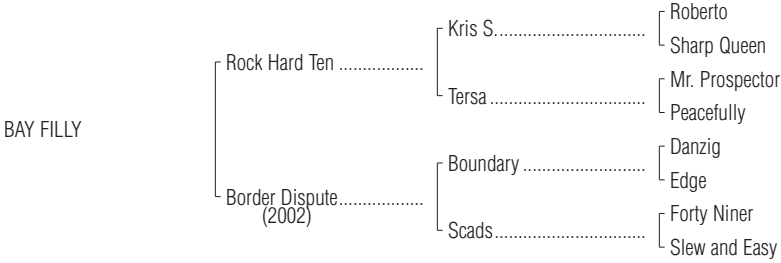 Roberto
Kris S.
Sharp Queen
Rock Hard Ten
Mr. Prospector
Tersa
Peacefully
BAY FILLY
Danzig
Boundary
Edge
Border Dispute
(2002)
Forty Niner
Scads
Slew and Easy